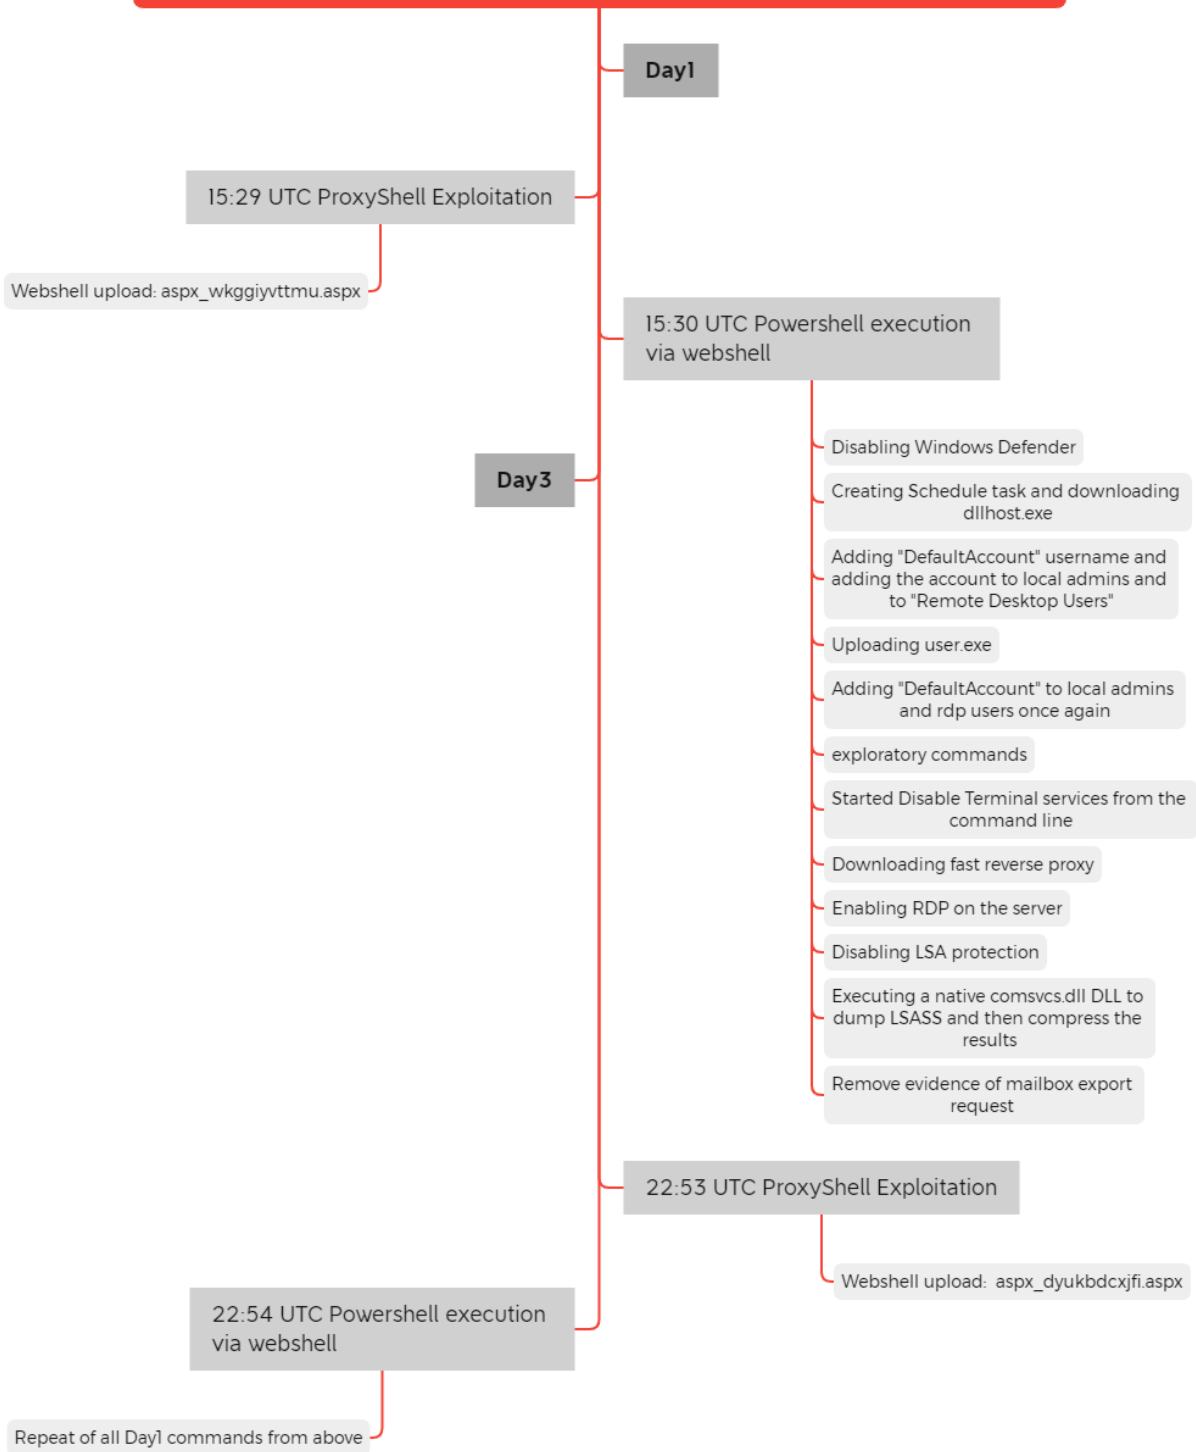 Day1
15:29 UTC ProxyShell Exploitation
Webshell upload: aspx_wkggiyvttmu.aspx
15:30 UTC Powershell execution
via webshell
Disabling Windows Defender
Creating Schedule task and downloading
dllhost.exe
Adding "DefaultAccount" username and
adding the account to local admins and
to "Remote Desktop Users"
Uploading user.exe
Adding "DefaultAccount" to local admins
and rdp users once again
exploratory commands
Started Disable Terminal services from the
command line
Downloading fast reverse proxy
Enabling RDP on the server
Disabling LSA protection
Executing a native comsvcs.dll DLL to
dump LSASS and then compress the
results
Remove evidence of mailbox export
request
Day3
22:53 UTC ProxyShell Exploitation
Webshell upload:  aspx_dyukbdcxjfi.aspx
22:54 UTC Powershell execution
via webshell
Repeat of all Day1 commands from above